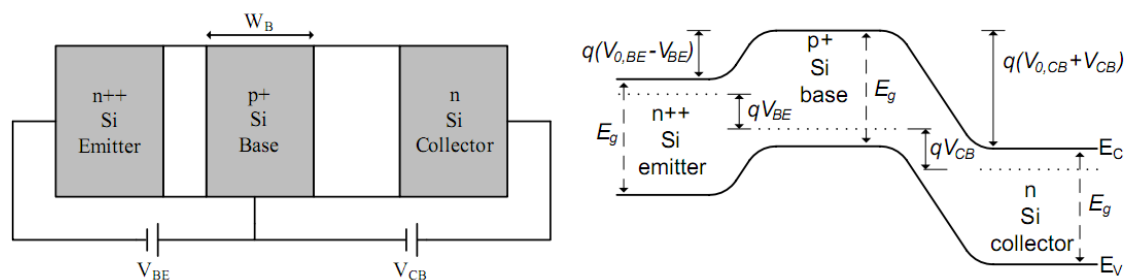 W_B
n++
Si
Emitter
p+
Si
Base
n
Si
Collector
V_BE
V_CB
q(V_0,BE-V_BE)
p+
Si
base
q(V_0,CB+V_CB)
E_g
n++
Si
emitter
qV_BE
E_g
qV_CB
E_C
n
Si
collector
E_g
E_V